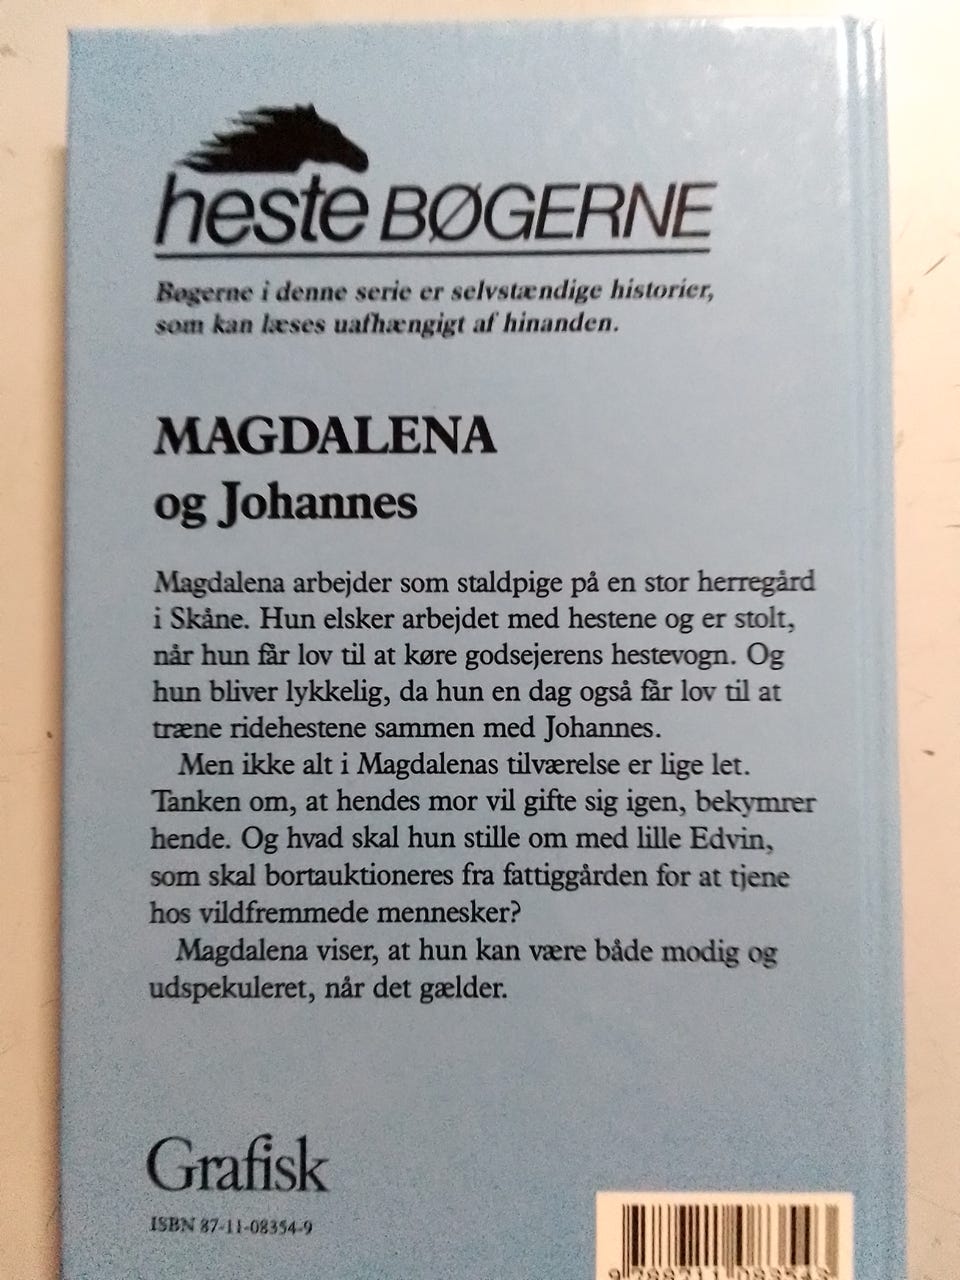 heste BØGERNE
Bøgerne i denne serie er selvstændige historier,
som kan læses uafhængigt af hinanden.
MAGDALENA
og Johannes
Magdalena arbejder som staldpige på en stor herregård
i Skåne. Hun elsker arbejdet med hestene og er stolt,
når hun får lov til at køre godsejerens hestevogn. Og
hun bliver lykkelig, da hun en dag også får lov til at
træne ridehestene sammen med Johannes.
Men ikke alt i Magdalenas tilværelse er lige let.
Tanken om, at hendes mor vil gifte sig igen, bekymrer
hende. Og hvad skal hun stille om med lille Edvin,
som skal bortauktioneres fra fattiggården for at tjene
hos vildfremmede mennesker?
Magdalena viser, at hun kan være både modig og
udspekuleret, når det gælder.
Grafisk
ISBN 87-11-08354-9
9 788711 083543